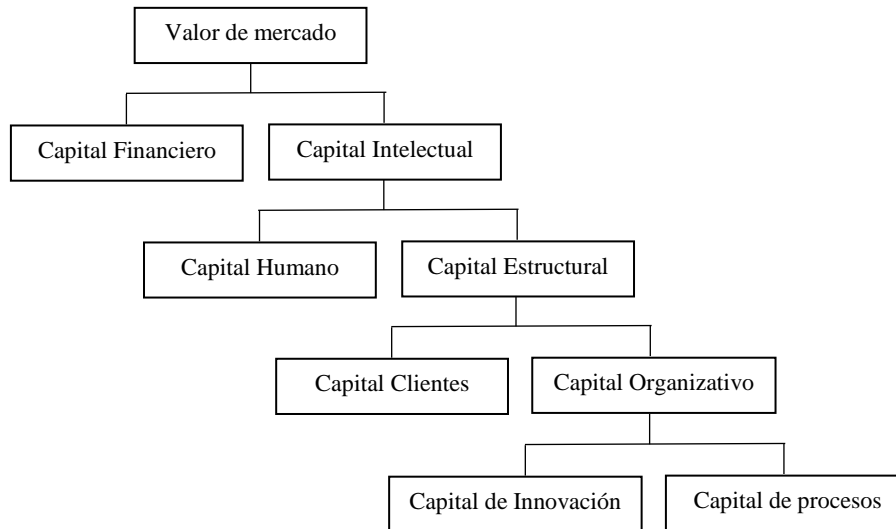 Valor de mercado
Capital Financiero
Capital Intelectual
Capital Humano
Capital Estructural
Capital Clientes
Capital Organizativo
Capital de Innovación
Capital de procesos